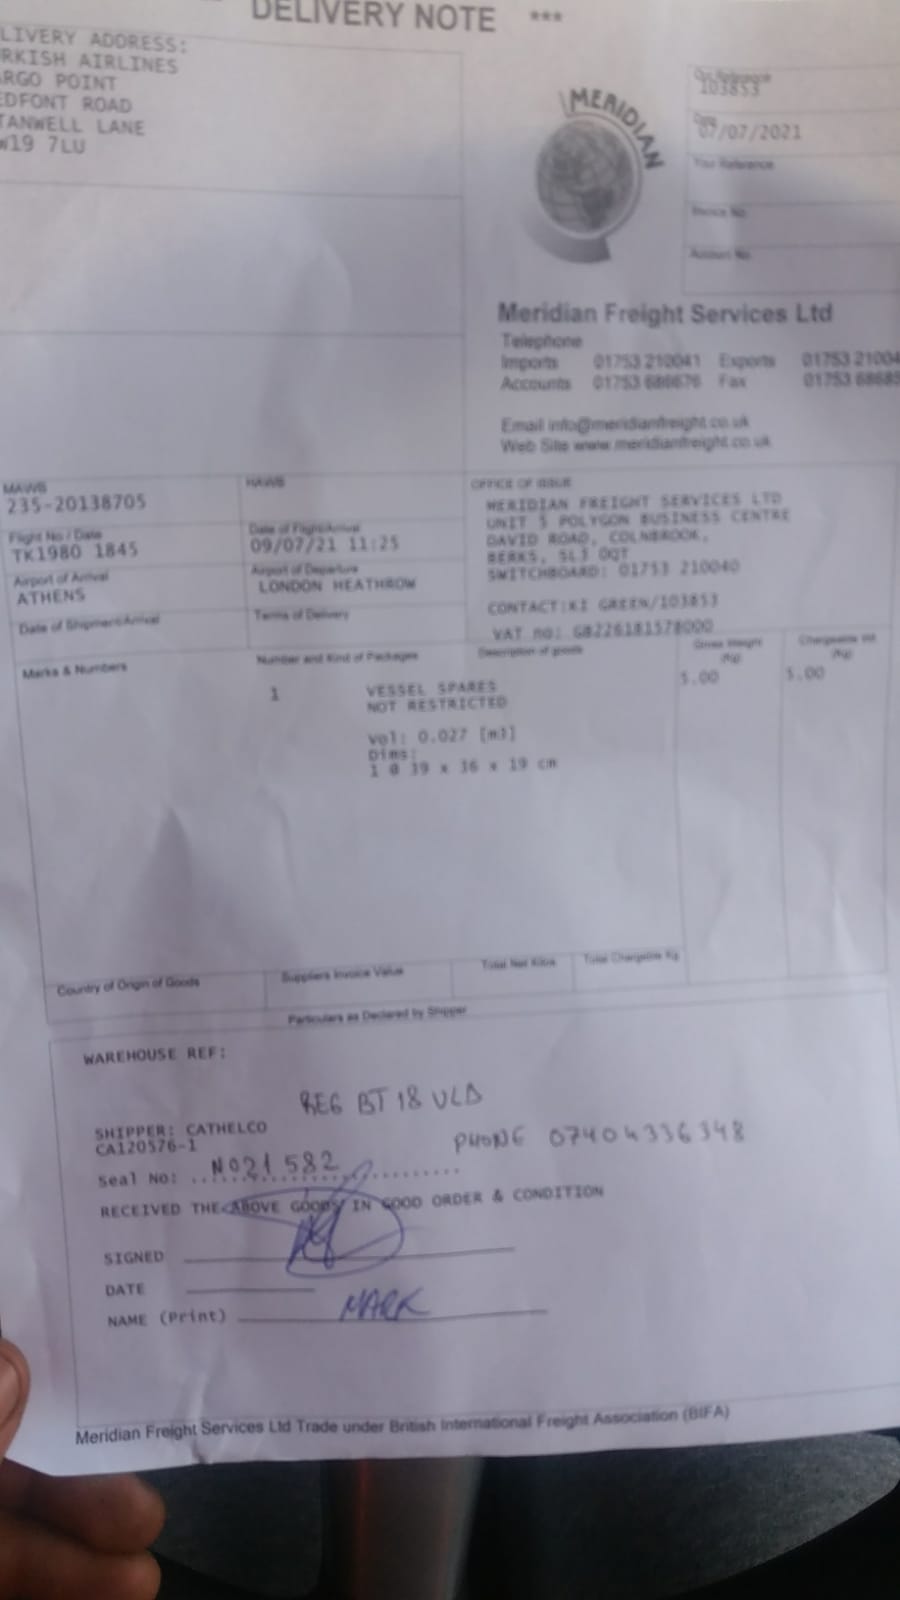 DELIVERY NOTE ***
LIVERY ADDRESS:
RKISH AIRLINES
ARGO POINT
EDFONT ROAD
TANWELL LANE
W19 7LU
MERIDIAN
Our Reference
103853
Date
07/07/2021
Your Reference
Invoice No
Account No
Meridian Freight Services Ltd
Telephone
Imports 01753 210041 Exports 01753 21004
Accounts 01753 686676 Fax 01753 6868
Email info@meridianfreight.co.uk
Web Site www.meridianfreight.co.uk
MAWB
235-20138705
HAWB
Flight No / Date
TK1980 1845
Date of Flight/Arrival
09/07/21 11:25
Airport of Arrival
ATHENS
Airport of Departure
LONDON HEATHROW
Date of Shipment/Arrival
Terms of Delivery
OFFICE OF ISSUE
MERIDIAN FREIGHT SERVICES LTD
UNIT 5 POLYGON BUSINESS CENTRE
DAVID ROAD, COLNBROOK,
BERKS, SL3 0QT
SWITCHBOARD: 01753 210040
CONTACT:KI GREEN/103853
VAT no: GB226181578000
Marks & Numbers
Number and Kind of Packages
Description of goods
Gross Weight
(Kg)
Chargeable Wt
(Kg)
1 VESSEL SPARES 5.00 5.00
NOT RESTRICTED
Vol: 0.027 [m3]
Dims:
1 @ 39 x 36 x 19 cm
Country of Origin of Goods
Suppliers Invoice Value
Total Net Kilos
Total Chargable Kg
Particulars as Declared by Shipper
WAREHOUSE REF:
REG BT 18 VLD
SHIPPER: CATHELCO
CA120576-1
PHONE 07404336348
Seal No: N021582
RECEIVED THE ABOVE GOODS IN GOOD ORDER & CONDITION
SIGNED
DATE
NAME (Print) MARK
Meridian Freight Services Ltd Trade under British International Freight Association (BIFA)